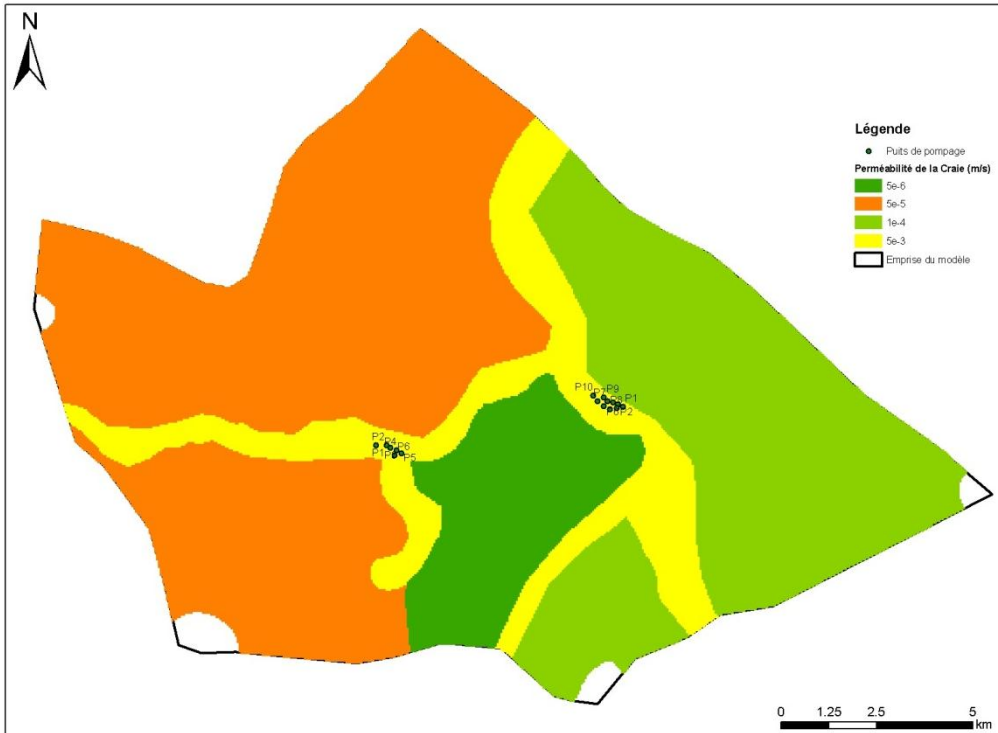 N
Légende
Puits de pompage
Perméabilité de la Craie (m/s)
5e-6
5e-5
1e-4
5e-3
Emprise du modèle
P10
P9
P1
P2
P2
P4
P6
P1
P5
0 1.25 2.5 5
km